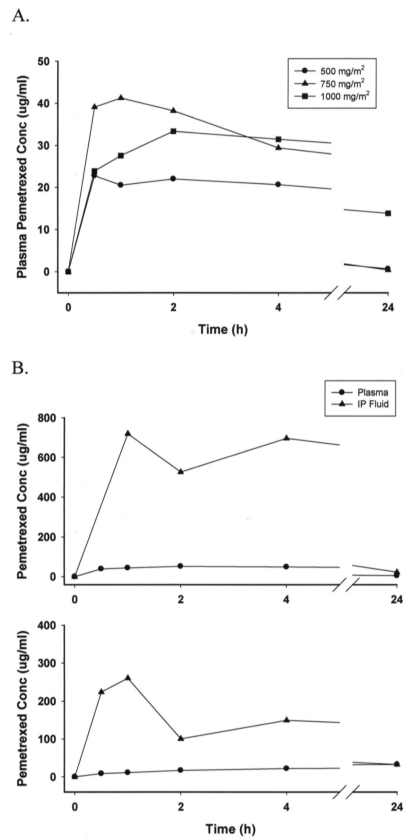 A.
500 mg/m²
750 mg/m²
1000 mg/m²
Plasma Pemetrexed Conc (ug/ml)
50
40
30
20
10
0
0
2
4
24
Time (h)
B.
Plasma
IP Fluid
Pemetrexed Conc (ug/ml)
800
600
400
200
0
0
2
4
24
Pemetrexed Conc (ug/ml)
400
300
200
100
0
0
2
4
24
Time (h)